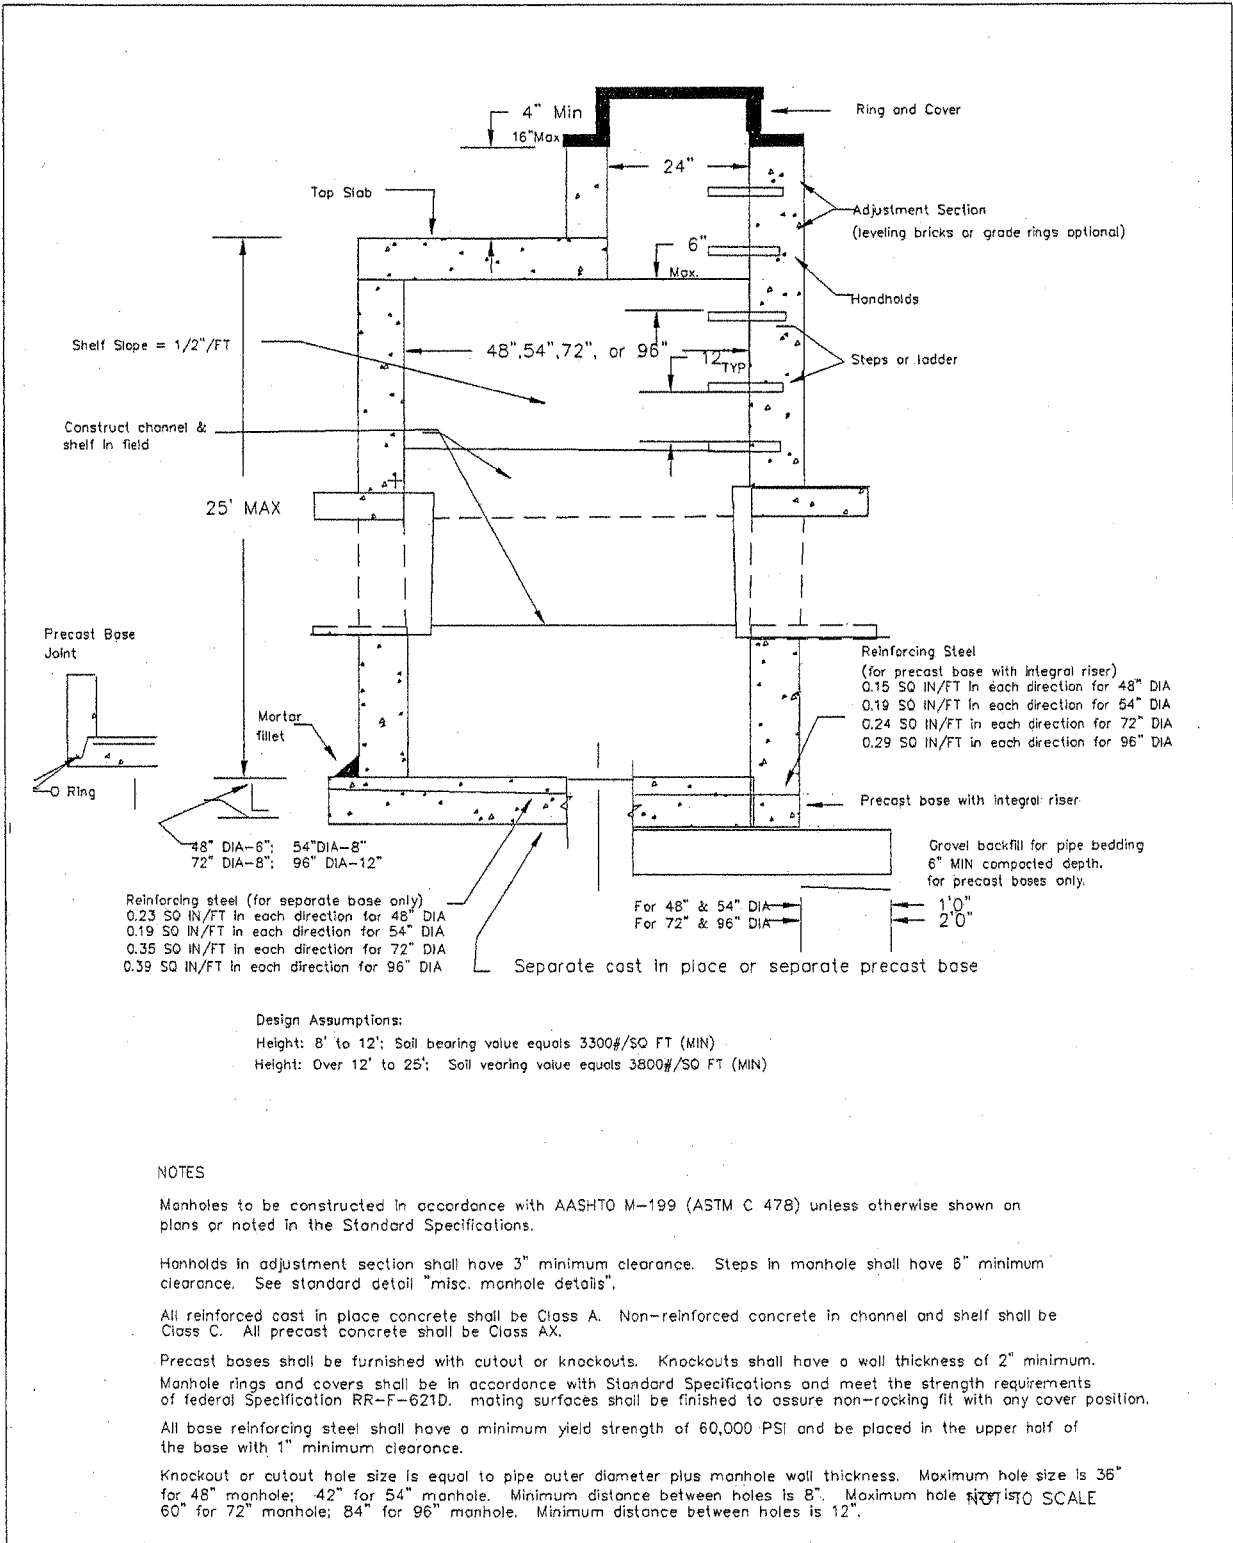 4" Min
16"Max
Ring and Cover
24"
Top Slab
Adjustment Section
(leveling bricks or grade rings optional)
6"
Max.
Handholds
Shelf Slope = 1/2"/FT
48",54",72", or 96"
12"
TYP
Steps or ladder
Construct channel &
shelf in field
25' MAX
Precast Base
Joint
Reinforcing Steel
(for precast base with integral riser)
0.15 SQ IN/FT in each direction for 48" DIA
0.19 SQ IN/FT in each direction for 54" DIA
0.24 SQ IN/FT in each direction for 72" DIA
0.29 SQ IN/FT in each direction for 96" DIA
Mortar
fillet
O Ring
Precast base with integral riser
48" DIA-6"; 54"DIA-8"
72" DIA-8"; 96" DIA-12"
Gravel backfill for pipe bedding
6" MIN compacted depth.
for precast bases only.
Reinforcing steel (for separate base only)
0.23 SQ IN/FT in each direction for 48" DIA
0.19 SQ IN/FT in each direction for 54" DIA
0.35 SQ IN/FT in each direction for 72" DIA
0.39 SQ IN/FT in each direction for 96" DIA
For 48" & 54" DIA
1'0"
For 72" & 96" DIA
2'0"
Separate cast in place or separate precast base
Design Assumptions:
Height: 8' to 12'; Soil bearing value equals 3300#/SQ FT (MIN)
Height: Over 12' to 25'; Soil vearing value equals 3800#/SQ FT (MIN)
NOTES
Manholes to be constructed in accordance with AASHTO M-199 (ASTM C 478) unless otherwise shown on
plans or noted in the Standard Specifications.
Hanholds in adjustment section shall have 3" minimum clearance. Steps in manhole shall have 6" minimum
clearance. See standard detail "misc. manhole details".
All reinforced cast in place concrete shall be Class A. Non-reinforced concrete in channel and shelf shall be
Class C. All precast concrete shall be Class AX.
Precast bases shall be furnished with cutout or knockouts. Knockouts shall have a wall thickness of 2" minimum.
Manhole rings and covers shall be in accordance with Standard Specifications and meet the strength requirements
of federal Specification RR-F-621D. mating surfaces shall be finished to assure non-rocking fit with any cover position.
All base reinforcing steel shall have a minimum yield strength of 60,000 PSI and be placed in the upper half of
the base with 1" minimum clearance.
Knockout or cutout hole size is equal to pipe outer diameter plus manhole wall thickness. Maximum hole size is 36"
for 48" manhole; 42" for 54" manhole. Minimum distance between holes is 8". Maximum hole size is
60" for 72" manhole; 84" for 96" manhole. Minimum distance between holes is 12".
NOT TO SCALE